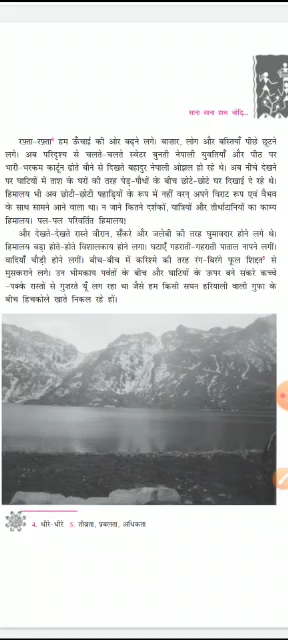 साना साना हाथ जोड़ि...
रफ़्ता-रफ़्ता⁴ हम ऊँचाई की ओर बढ़ने लगे। बाज़ार, लोग और बस्तियाँ पीछे छूटने
लगे। अब परिदृश्य से चलते-चलते स्वेटर बुनती नेपाली युवतियाँ और पीठ पर
भारी-भरकम कार्टून ढोते बौने से दिखते बहादुर नेपाली ओझल हो रहे थे। अब नीचे देखने
पर घाटियों में ताश के घरों की तरह पेड़-पौधों के बीच छोटे-छोटे घर दिखाई दे रहे थे।
हिमालय भी अब छोटी-छोटी पहाड़ियों के रूप में नहीं वरन् अपने विराट रूप एवं वैभव
के साथ सामने आने वाला था। न जाने कितने दर्शकों, यात्रियों और तीर्थाटानियों का काम्य
हिमालय। पल-पल परिवर्तित हिमालय!
और देखते-देखते रास्ते वीरान, सँकरे और जलेबी की तरह घुमावदार होने लगे थे।
हिमालय बड़ा होते-होते विशालकाय होने लगा। घटाएँ गहराती-गहराती पाताल नापने लगीं।
वादियाँ चौड़ी होने लगीं। बीच-बीच में करिश्मे की तरह रंग-बिरंगे फूल शिद्दत⁵ से
मुसकराने लगे। उन भीमकाय पर्वतों के बीच और घाटियों के ऊपर बने संकरे कच्चे
-पक्के रास्तों से गुज़रते यूँ लग रहा था जैसे हम किसी सघन हरियाली वाली गुफा के
बीच हिचकोले खाते निकल रहे हों।
4. धीरे-धीरे 5. तीव्रता, प्रबलता, अधिकता